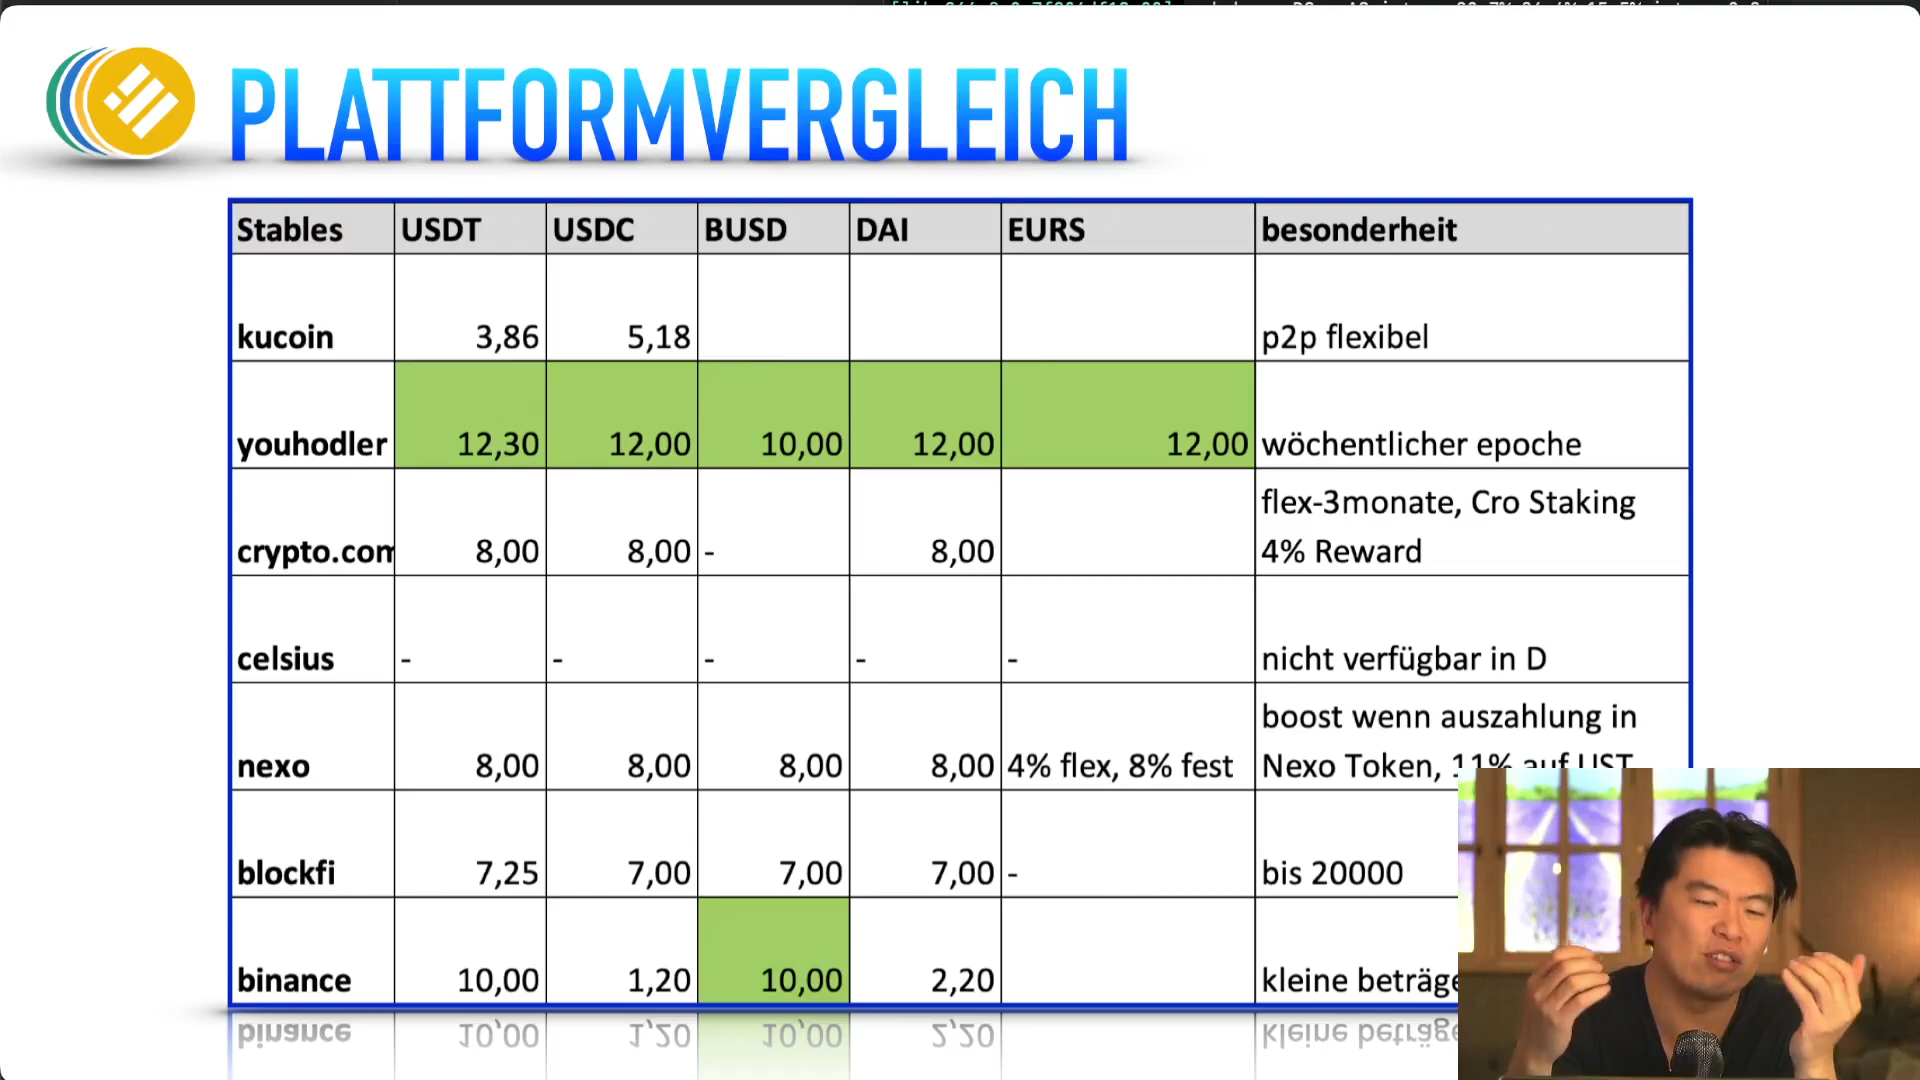 PLATTFORMVERGLEICH
Stables USDT USDC BUSD DAI EURS besonderheit
kucoin 3,86 5,18 p2p flexibel
youhodler 12,30 12,00 10,00 12,00 12,00 wöchentlicher epoche
flex-3monate, Cro Staking
crypto.com 8,00 8,00 - 8,00 4% Reward
celsius - - - - - nicht verfügbar in D
boost wenn auszahlung in
nexo 8,00 8,00 8,00 8,00 4% flex, 8% fest Nexo Token, 11% auf UST
blockfi 7,25 7,00 7,00 7,00 - bis 20000
binance 10,00 1,20 10,00 2,20 kleine beträge